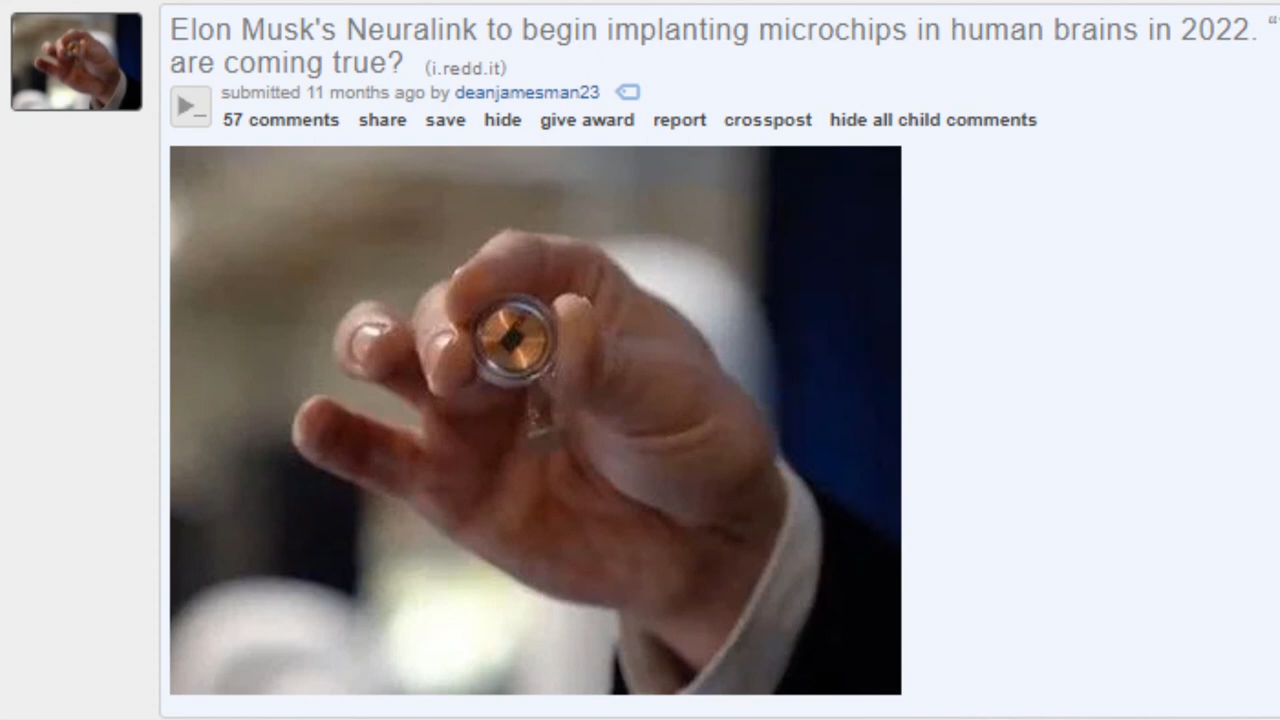 Elon Musk's Neuralink to begin implanting microchips in human brains in 2022. “
are coming true? (i.redd.it)
submitted 11 months ago by deanjamesman23
57 comments share save hide give award report crosspost hide all child comments